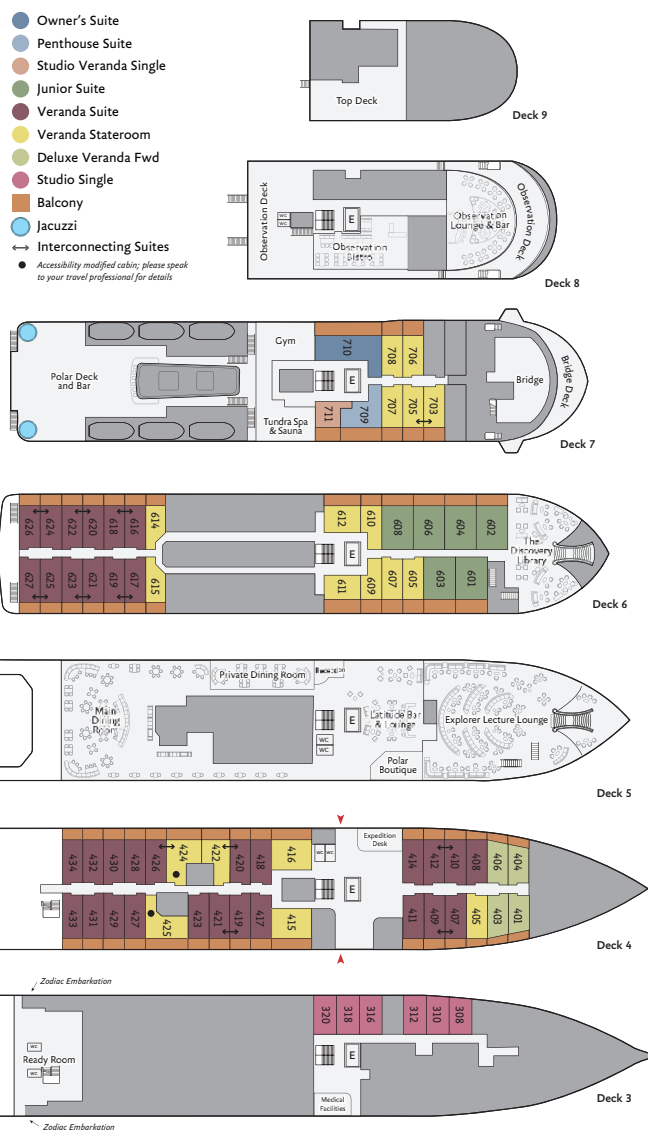 Owner's Suite
Penthouse Suite
Studio Veranda Single
Junior Suite
Veranda Suite
Veranda Stateroom
Deluxe Veranda Fwd
Studio Single
Balcony
Jacuzzi
Interconnecting Suites
Accessibility modified cabin; please speak
to your travel professional for details
Top Deck
Deck 9
Observation Deck
WC
WC
E
Observation
Bistro
Observation
Lounge & Bar
Observation Deck
Deck 8
Polar Deck
and Bar
Gym
Tundra Spa
& Sauna
710
708
706
E
711
709
707
705
703
Bridge
Bridge Deck
Deck 7
626
624
622
620
618
616
614
612
610
608
606
604
602
E
The
Discovery
Library
627
625
623
621
619
617
615
611
609
607
605
603
601
Deck 6
Private Dining Room
Reception
Main
Dining
Room
E
WC
WC
Latitude Bar
& Lounge
Explorer Lecture Lounge
Polar
Boutique
Deck 5
434
432
430
428
426
424
422
420
418
416
WC
WC
Expedition
Desk
414
412
410
408
406
404
E
433
431
429
427
425
423
421
419
417
415
411
409
407
405
403
401
Deck 4
Zodiac Embarkation
320
318
316
312
310
308
WC
Ready Room
WC
E
Medical
Facilities
Deck 3
Zodiac Embarkation